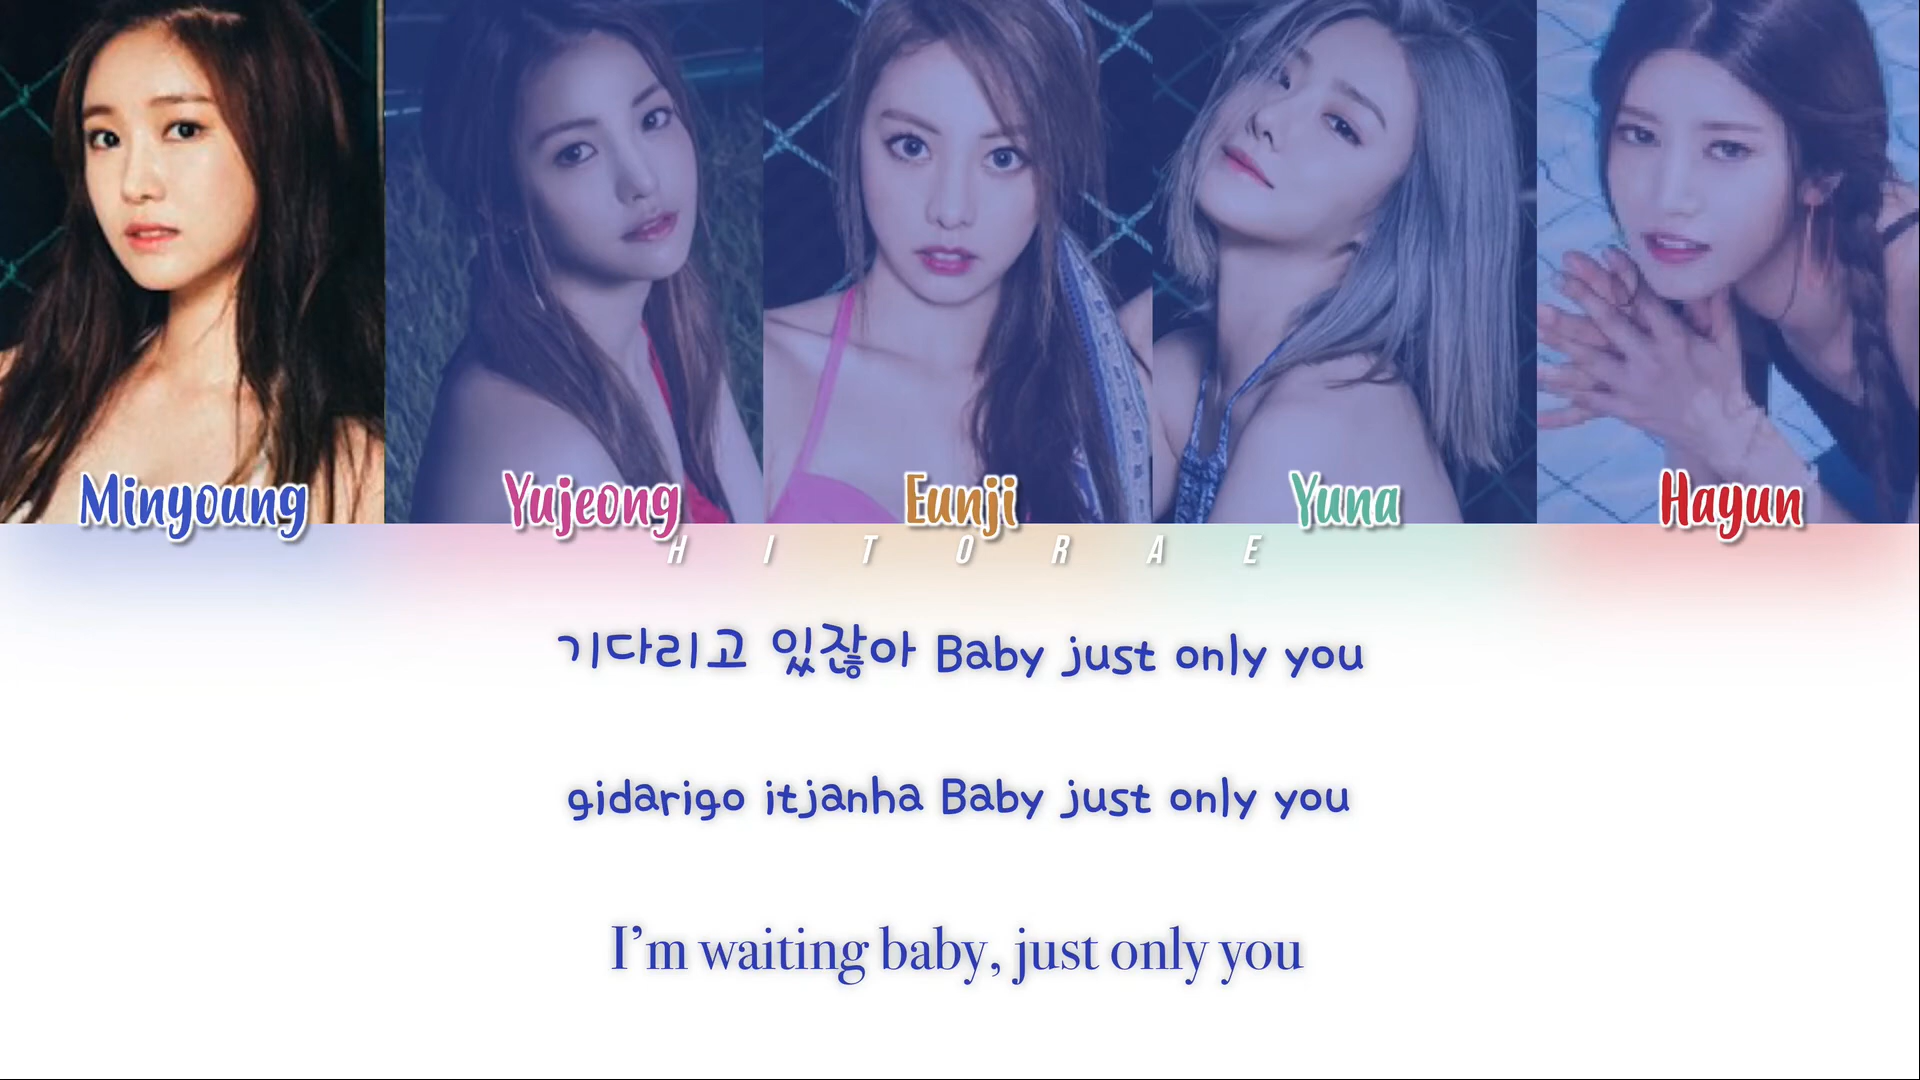 Minyoung Yujeong Eunji Yuna Hayun
HITORAE
기다리고 있잖아 Baby just only you
gidarigo itjanha Baby just only you
I'm waiting baby, just only you